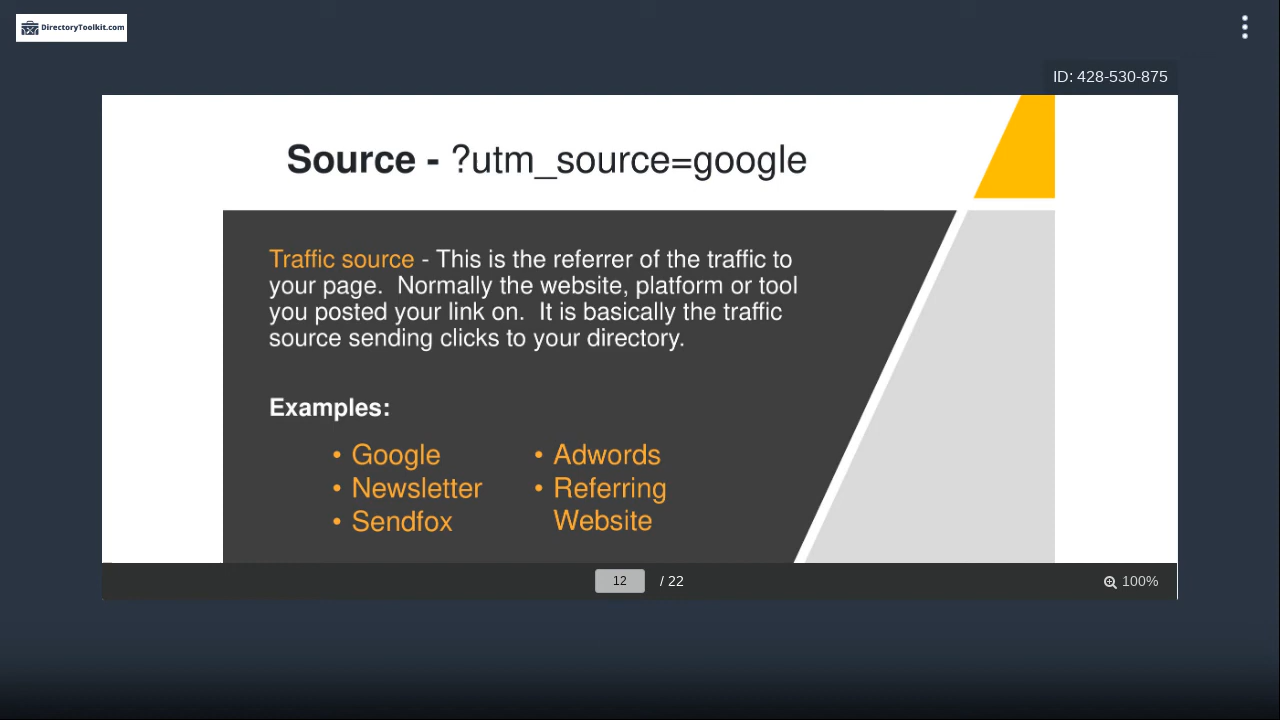 DirectoryToolkit.com
ID: 428-530-875
Source - ?utm_source=google
Traffic source - This is the referrer of the traffic to
your page.  Normally the website, platform or tool
you posted your link on.  It is basically the traffic
source sending clicks to your directory.
Examples:
• Google
• Newsletter
• Sendfox
• Adwords
• Referring
Website
12 / 22
100%